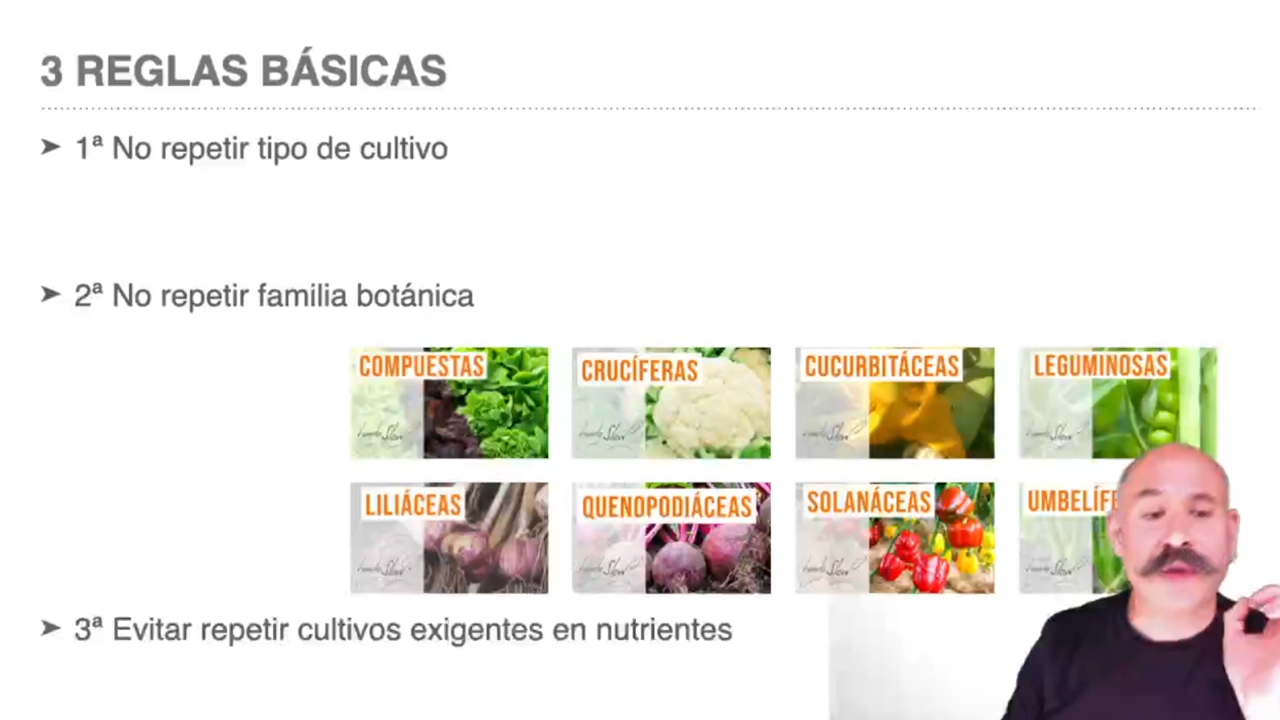 3 REGLAS BÁSICAS
➤ 1ª No repetir tipo de cultivo
➤ 2ª No repetir familia botánica
COMPUESTAS
CRUCÍFERAS
CUCURBITÁCEAS
LEGUMINOSAS
LILIÁCEAS
QUENOPODIÁCEAS
SOLANÁCEAS
UMBELÍFE
➤ 3ª Evitar repetir cultivos exigentes en nutrientes